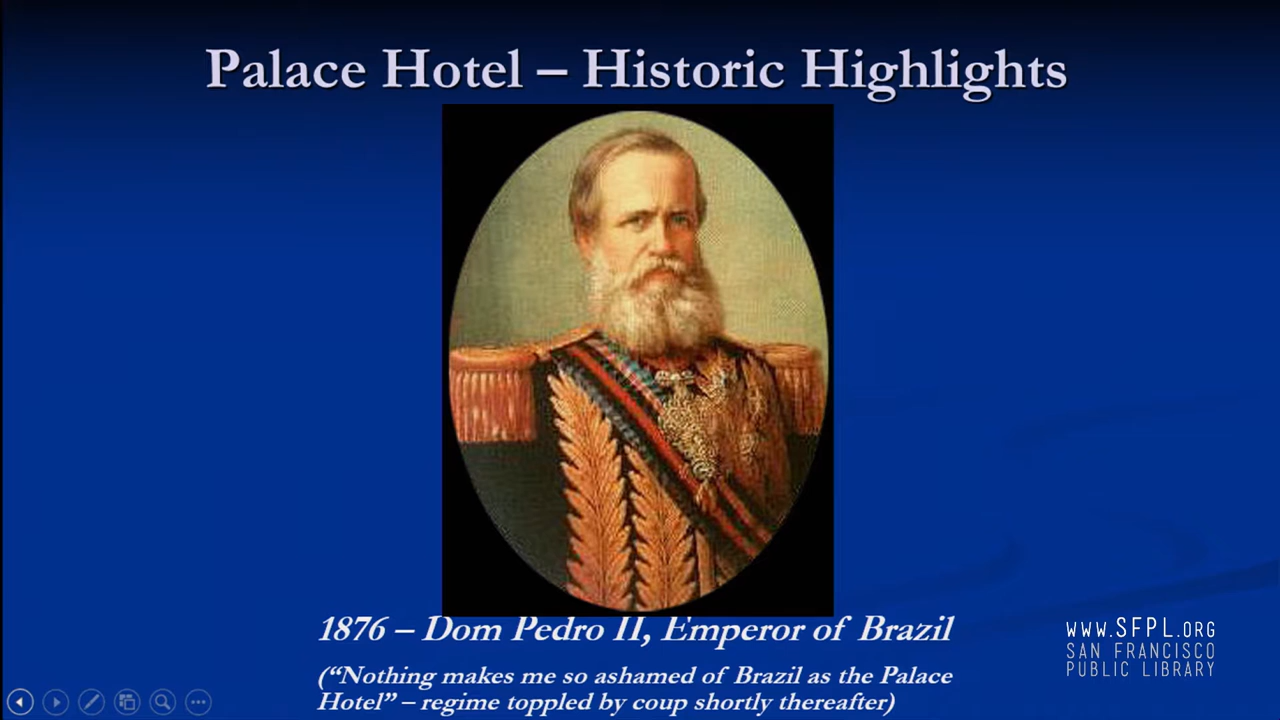 Palace Hotel – Historic Highlights
1876 – Dom Pedro II, Emperor of Brazil
(“Nothing makes me so ashamed of Brazil as the Palace
Hotel” – regime toppled by coup shortly thereafter)
WWW.SFPL.ORG
SAN FRANCISCO
PUBLIC LIBRARY